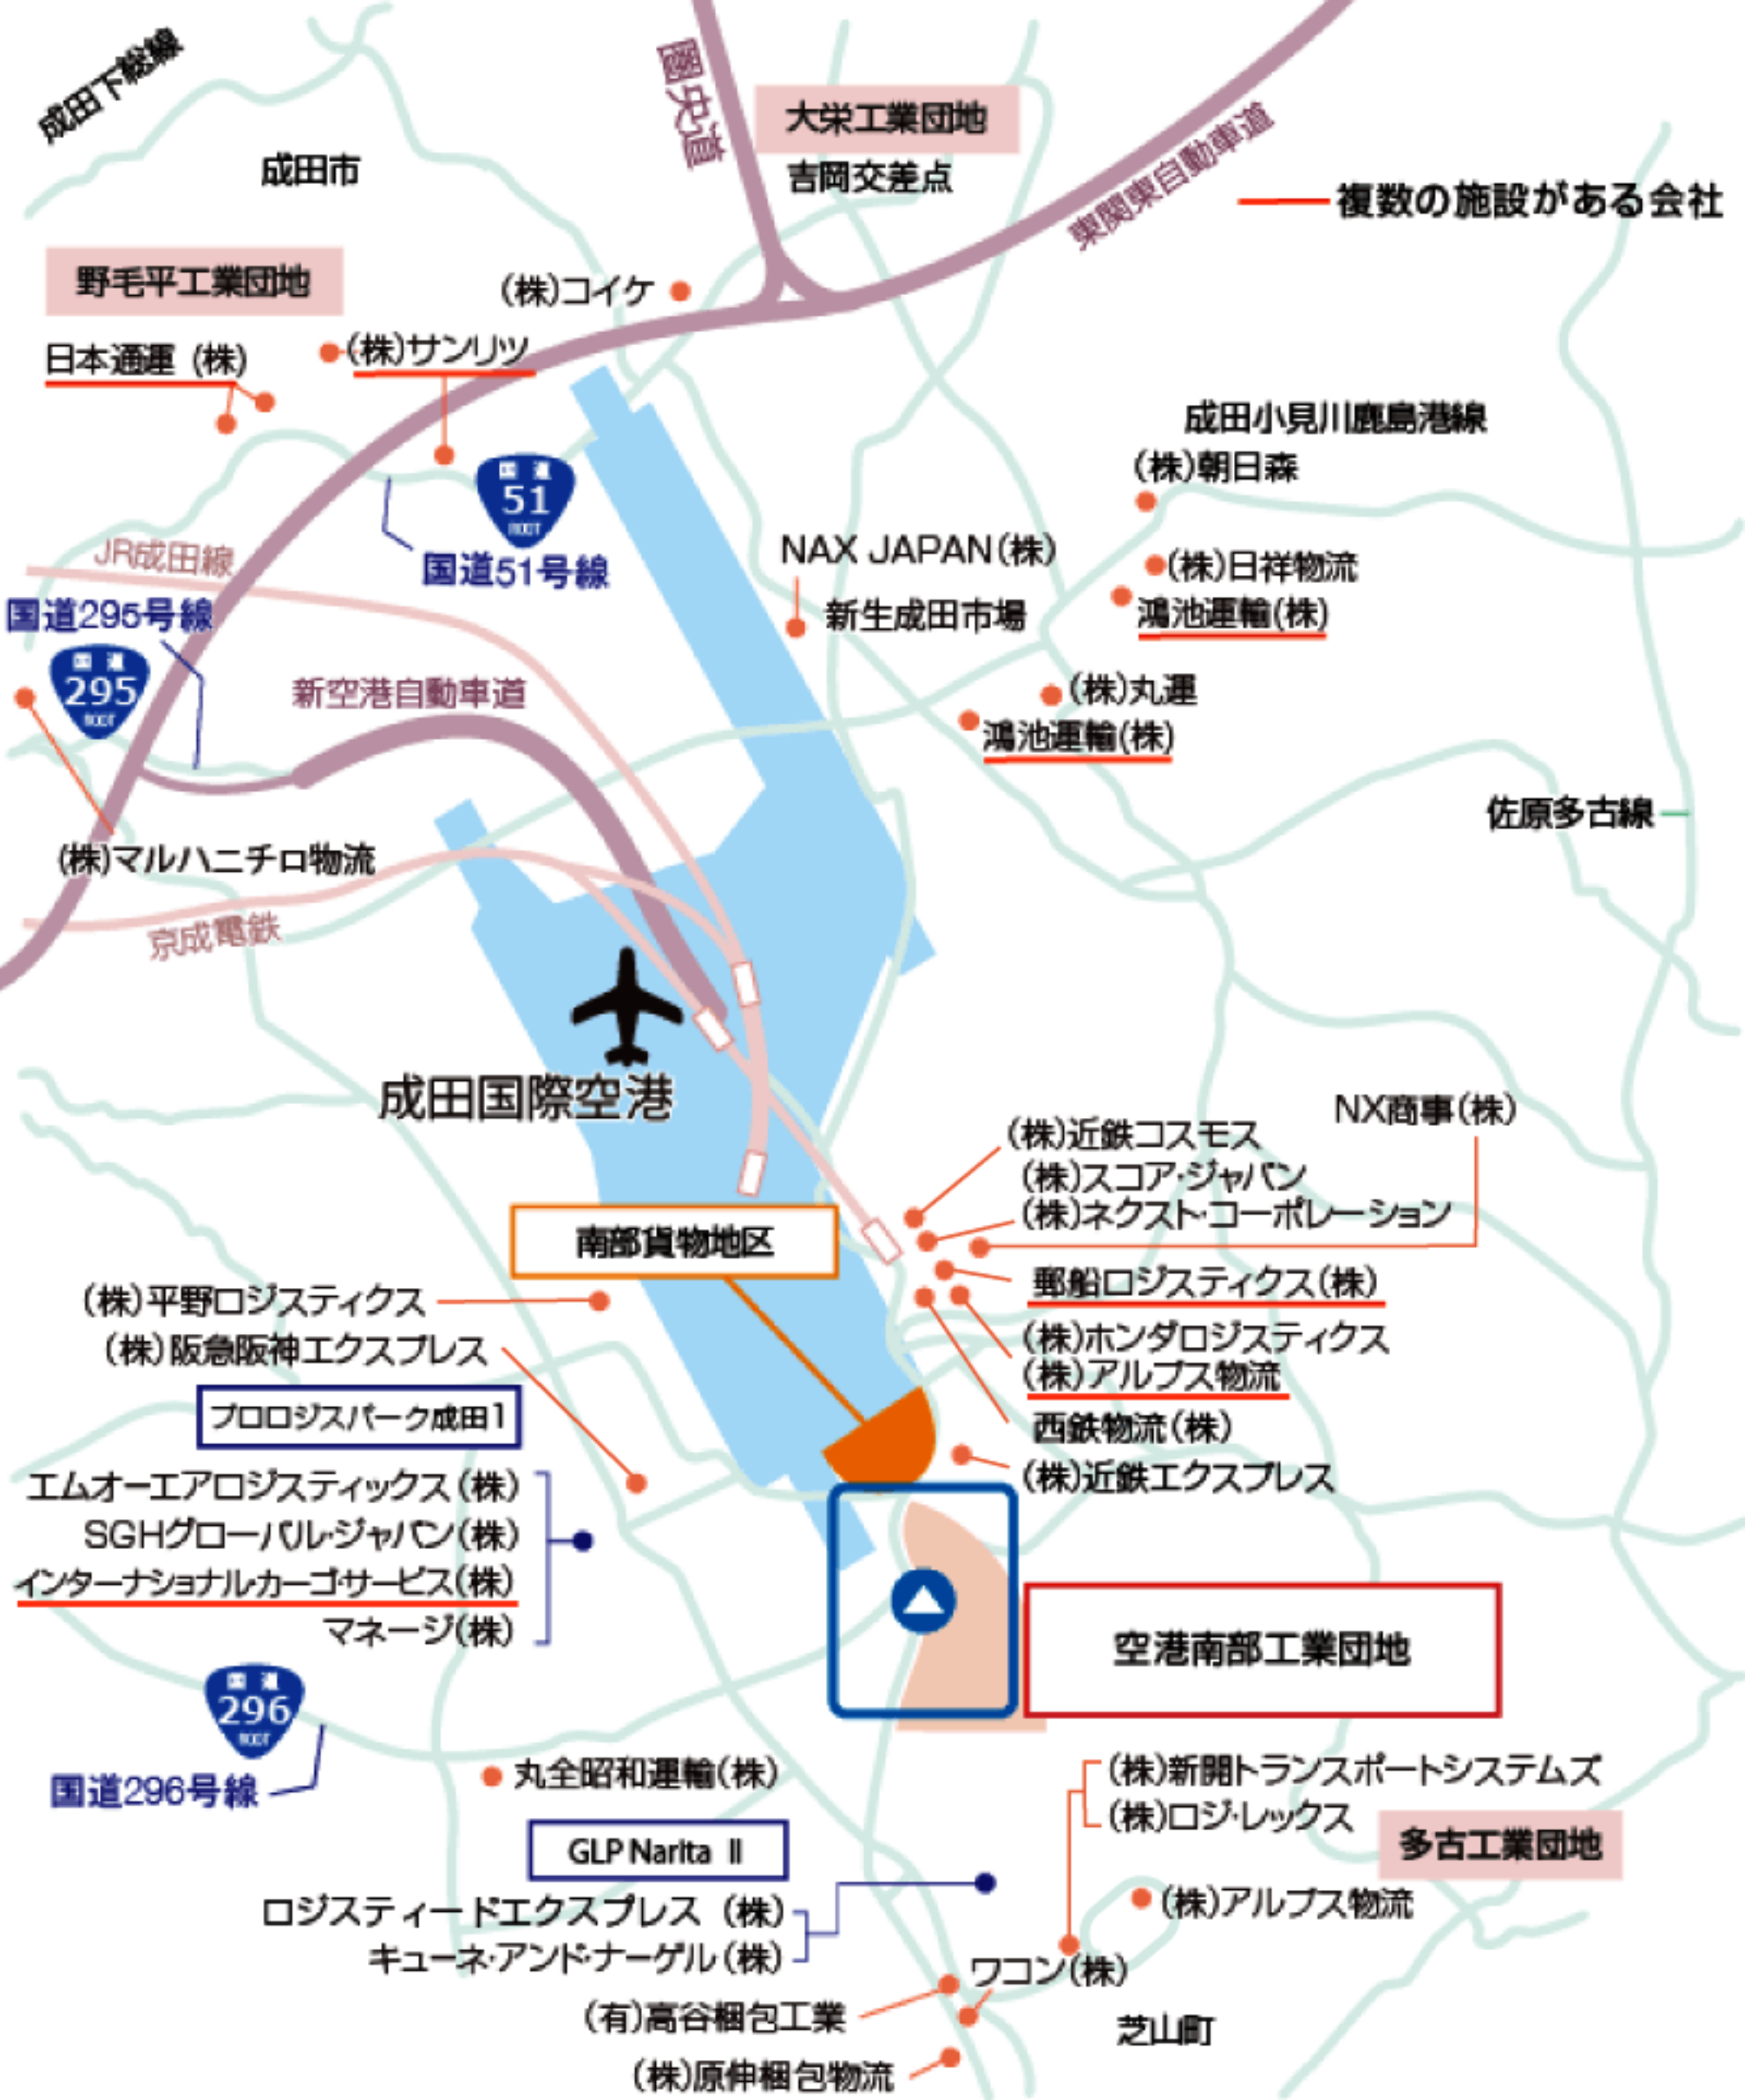 成田下総線
圏央道
大栄工業団地
吉岡交差点
東関東自動車道
成田市
複数の施設がある会社
野毛平工業団地
(株)コイケ
日本通運 (株)
(株)サンリツ
成田小見川鹿島港線
(株)朝日森
国道
51
ROOT
国道51号線
JR成田線
NAX JAPAN(株)
(株)日祥物流
国道295号線
新生成田市場
鴻池運輸(株)
国道
295
ROOT
新空港自動車道
(株)丸運
鴻池運輸(株)
佐原多古線
(株)マルハニチロ物流
京成電鉄
成田国際空港
NX商事(株)
(株)近鉄コスモス
(株)スコア・ジャパン
(株)ネクスト・コーポレーション
南部貨物地区
郵船ロジスティクス(株)
(株)平野ロジスティクス
(株)ホンダロジスティクス
(株)阪急阪神エクスプレス
(株)アルプス物流
プロロジスパーク成田1
西鉄物流(株)
(株)近鉄エクスプレス
エムオーエアロジスティックス(株)
SGHグローバル・ジャパン(株)
インターナショナル・カーゴ・サービス(株)
マネージ(株)
空港南部工業団地
国道
296
ROOT
国道296号線
丸全昭和運輸(株)
(株)新開トランスポートシステムズ
(株)ロジ・レックス
多古工業団地
GLP Narita Ⅱ
(株)アルプス物流
ロジスティードエクスプレス (株)
キューネ・アンド・ナーゲル(株)
ワコン(株)
(有)高谷梱包工業
芝山町
(株)原伸梱包物流